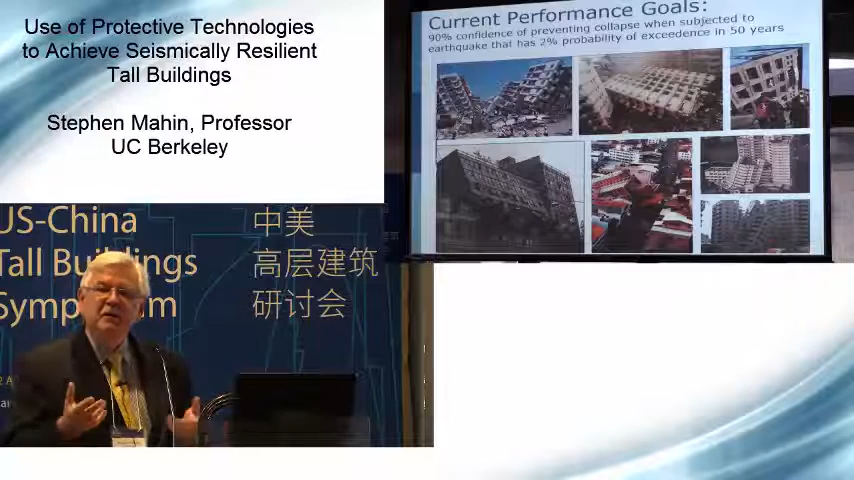 Use of Protective Technologies
to Achieve Seismically Resilient
Tall Buildings
Stephen Mahin, Professor
UC Berkeley
Current Performance Goals:
90% confidence of preventing collapse when subjected to
earthquake that has 2% probability of exceedence in 50 years
US-China
Tall Buildings
Symp um
中美
高层建筑
研讨会